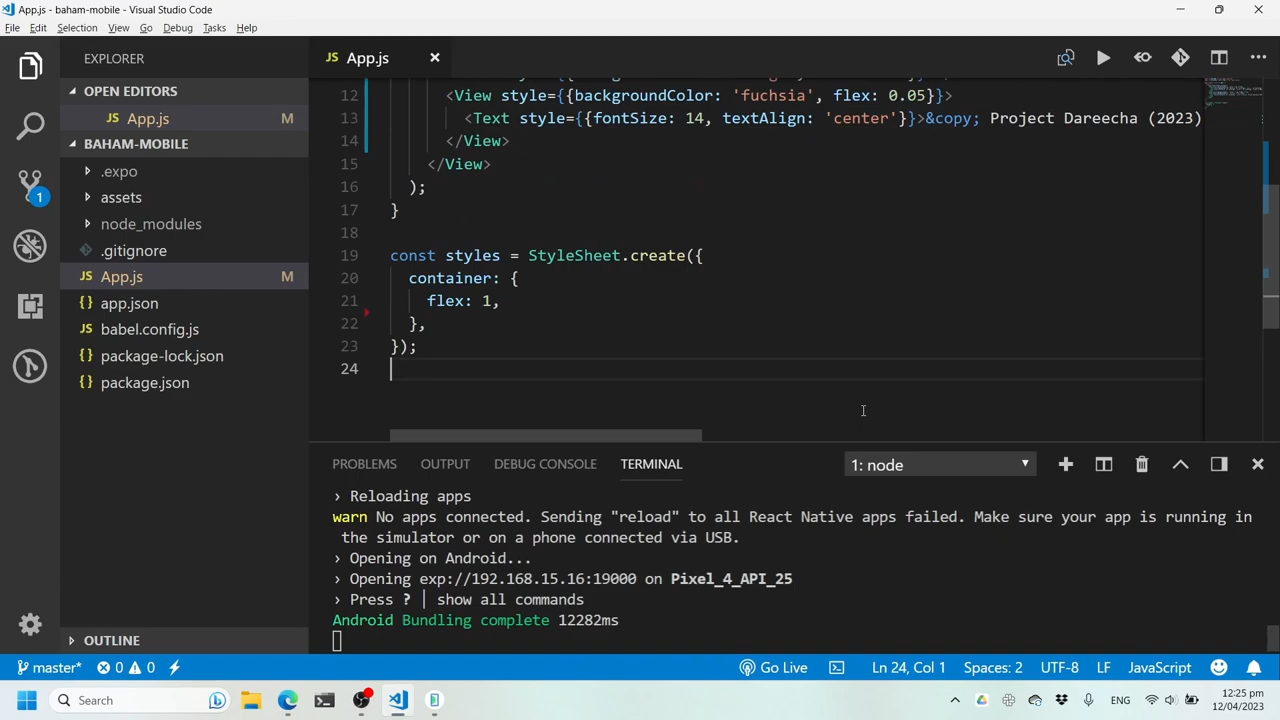 App.js - baham-mobile - Visual Studio Code
File Edit Selection View Go Debug Tasks Help
EXPLORER
JS App.js
OPEN EDITORS
JS App.js M
BAHAM-MOBILE
.expo
assets
node_modules
.gitignore
JS App.js M
{} app.json
{} babel.config.js
{} package-lock.json
{} package.json
OUTLINE
12 <View style={{backgroundColor: 'fuchsia', flex: 0.05}}>
13 <Text style={{fontSize: 14, textAlign: 'center'}}>&copy; Project Dareecha (2023)
14 </View>
15 </View>
16 );
17 }
18
19 const styles = StyleSheet.create({
20 container: {
21 flex: 1,
22 },
23 });
24
PROBLEMS OUTPUT DEBUG CONSOLE TERMINAL 1: node
› Reloading apps
warn No apps connected. Sending "reload" to all React Native apps failed. Make sure your app is running in
the simulator or on a phone connected via USB.
› Opening on Android...
› Opening exp://192.168.15.16:19000 on Pixel_4_API_25
› Press ? | show all commands
Android Bundling complete 12282ms
1
master* 0 0 Go Live Ln 24, Col 1 Spaces: 2 UTF-8 LF JavaScript
Search ENG 12:25 pm
12/04/2023